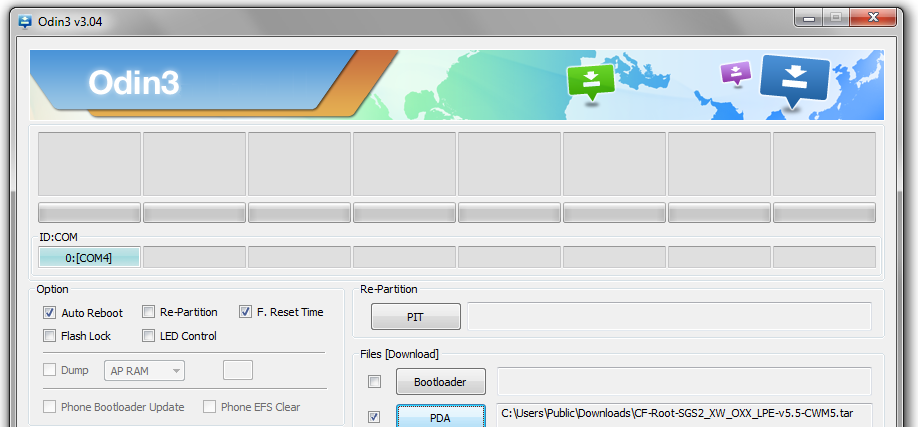 Odin3 v3.04
Odin3
ID:COM
0:[COM4]
Option
Auto Reboot
Re-Partition
F. Reset Time
Flash Lock
LED Control
Dump
AP RAM
Phone Bootloader Update
Phone EFS Clear
Re-Partition
PIT
Files [Download]
Bootloader
PDA
C:\Users\Public\Downloads\CF-Root-SGS2_XW_OXX_LPE-v5.5-CWM5.tar